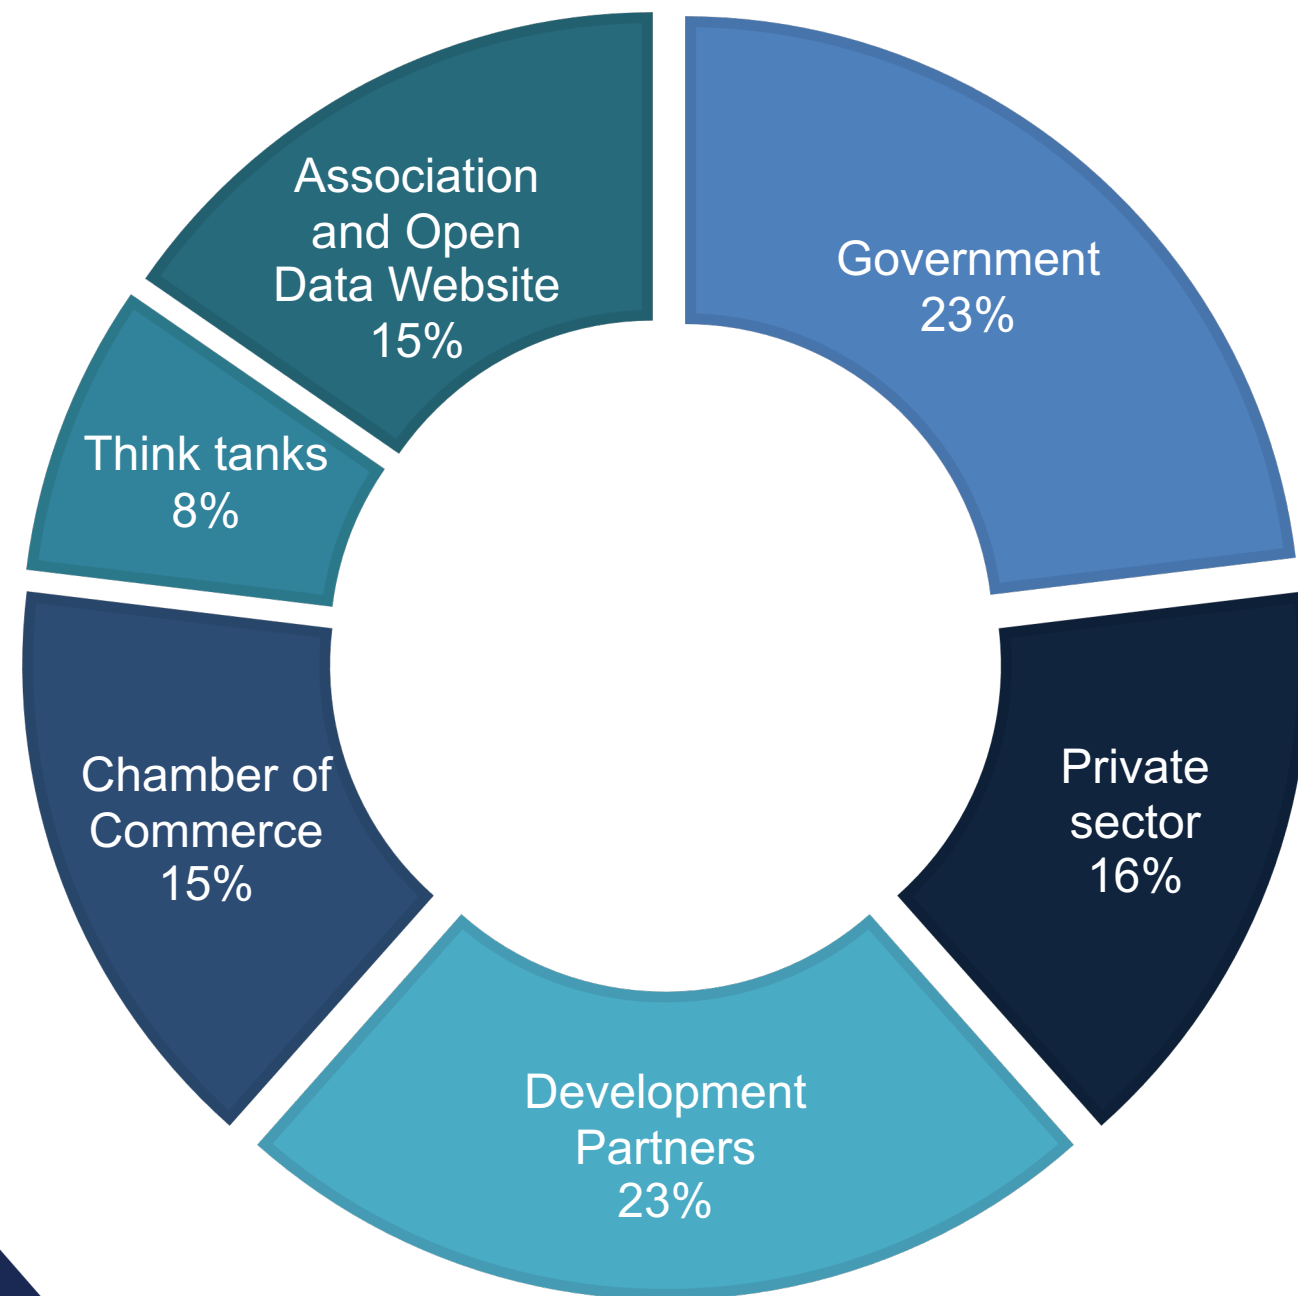 Association
and Open
Data Website
15%
Government
23%
Think tanks
8%
Private
sector
16%
Chamber of
Commerce
15%
Development
Partners
23%